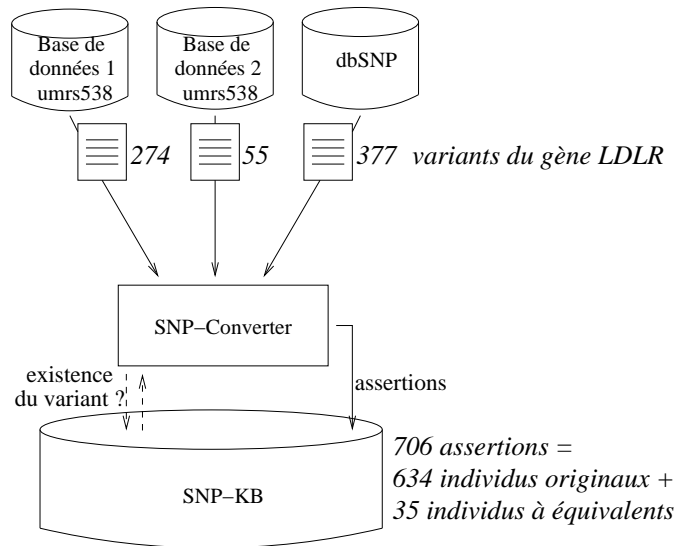 Base de
données 1
umrs538
Base de
données 2
umrs538
dbSNP
274
55
377 variants du gène LDLR
SNP−Converter
existence
du variant ?
assertions
SNP−KB
706 assertions =
634 individus originaux +
35 individus à équivalents